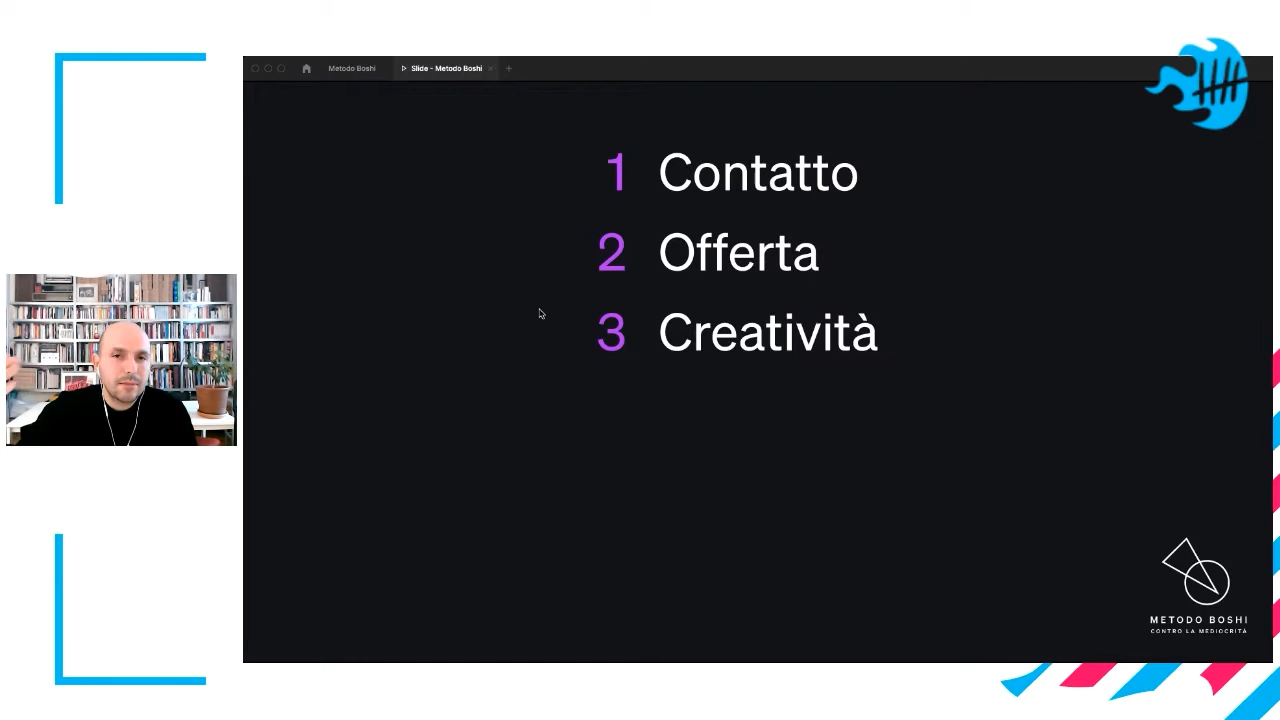 Metodo Boshi
Slide - Metodo Boshi
1 Contatto
2 Offerta
3 Creatività
METODO BOSHI
CONTRO LA MEDIOCRITÀ